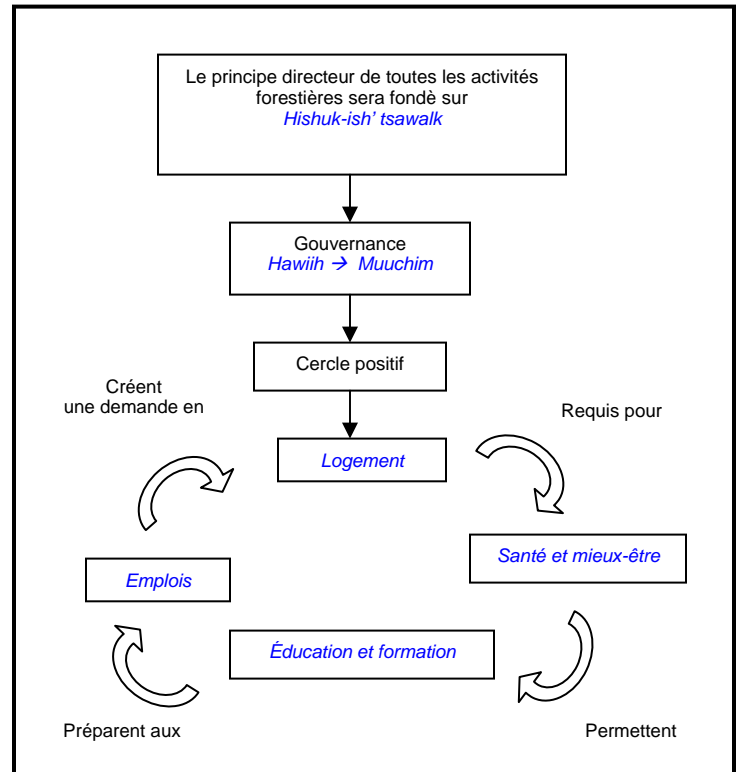 Le principe directeur de toutes les activités
forestières sera fondè sur
Hishuk-ish’ tsawalk
Gouvernance
Hawiih → Muuchim
Cercle positif
Créent
une demande en
Requis pour
Logement
Santé et mieux-être
Emplois
Éducation et formation
Préparent aux
Permettent